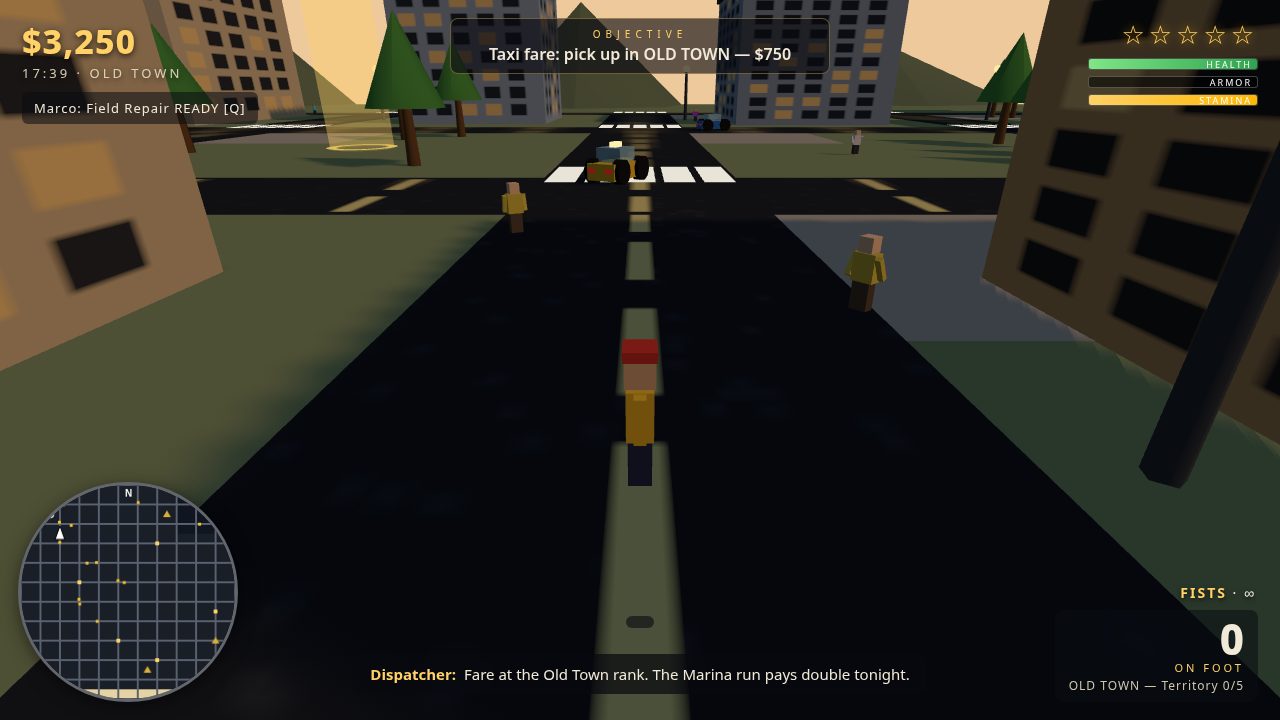 $3,250
17:39 · OLD TOWN
Marco: Field Repair READY [Q]
OBJECTIVE
Taxi fare: pick up in OLD TOWN — $750
☆ ☆ ☆ ☆ ☆
HEALTH
ARMOR
STAMINA
N
Dispatcher: Fare at the Old Town rank. The Marina run pays double tonight.
FISTS · ∞
0
ON FOOT
OLD TOWN — Territory 0/5